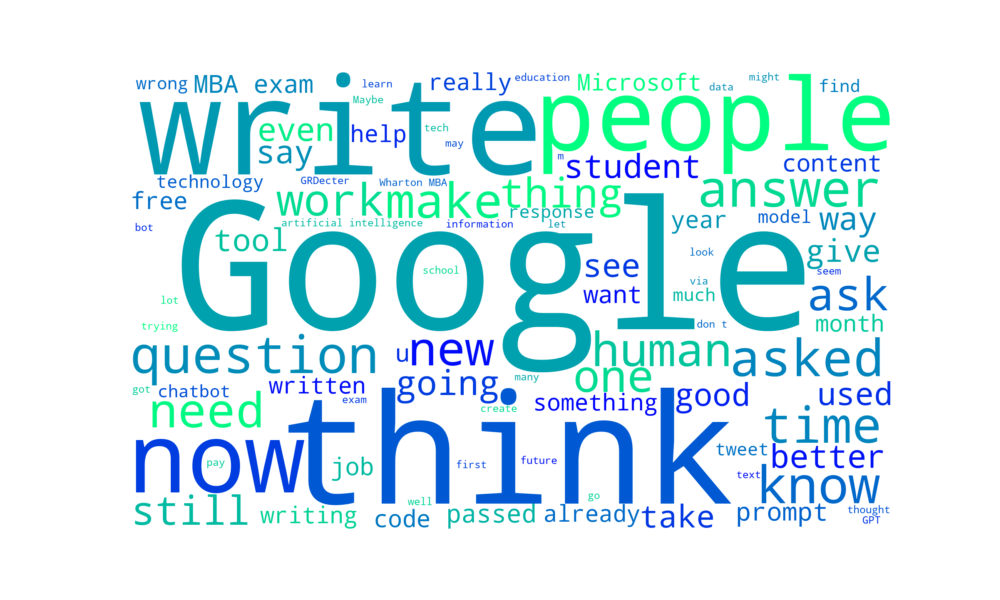 wrong MBA exam learn really education Microsoft might find
Maybe data
write people
even help tech say may
m student content
technology GRDecter Wharton MBA
free work make thing answer
response year model way
artificial intelligence information let
bot tool
Google
see look give
school via seem
want much ask
lot
trying don t month
question u new human asked
got chatbot written going many one
exam something good used
need create time
now think
tweet better
pay job first future text know
still well go
writing code passed already take prompt thought
GPT